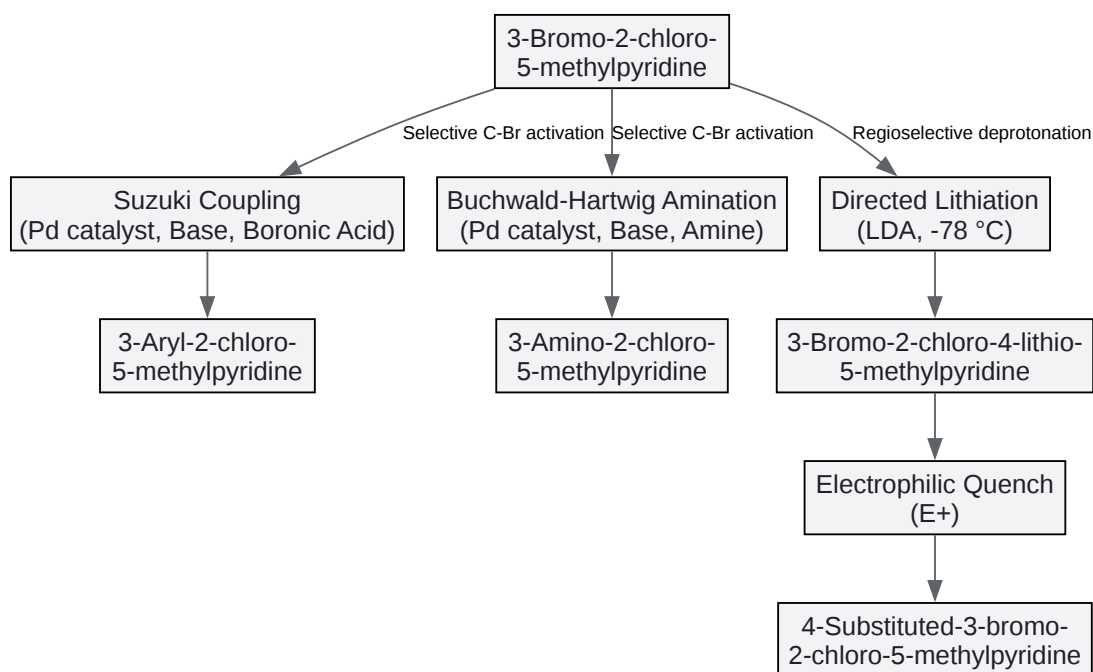 3-Bromo-2-chloro-
5-methylpyridine
Selective C-Br activation
Selective C-Br activation
Regioselective deprotonation
Suzuki Coupling
(Pd catalyst, Base, Boronic Acid)
Buchwald-Hartwig Amination
(Pd catalyst, Base, Amine)
Directed Lithiation
(LDA, -78 °C)
3-Aryl-2-chloro-
5-methylpyridine
3-Amino-2-chloro-
5-methylpyridine
3-Bromo-2-chloro-4-lithio-
5-methylpyridine
Electrophilic Quench
(E+)
4-Substituted-3-bromo-
2-chloro-5-methylpyridine